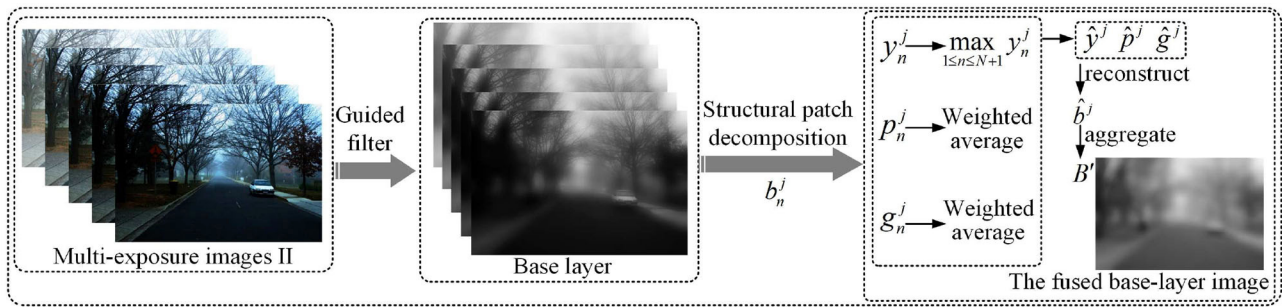 Multi-exposure images II
Guided
filter
Base layer
Structural patch
decomposition
b_n^j
y_n^j → max_{1≤n≤N+1} y_n^j
p_n^j → Weighted
average
g_n^j → Weighted
average
ŷ^j p̂^j ĝ^j
reconstruct
b̂^j
aggregate
B'
The fused base-layer image